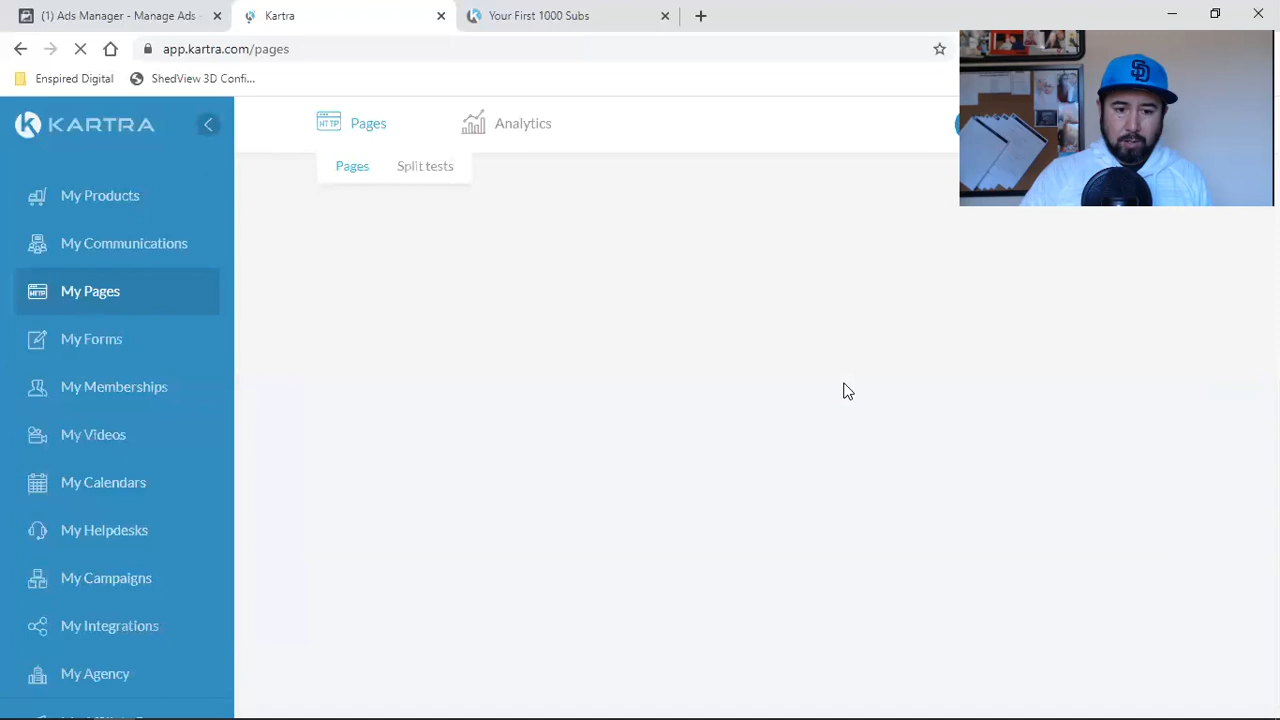 (1) Ads Manager - Manage Ads -
Kartra
Your First 1000 Subs
app.kartra.com/pages
Enspired Digital
ShedView 3D Confi...
KARTRA
Pages
Analytics
Pages
Split tests
My Products
My Communications
My Pages
HTTP
My Forms
My Memberships
My Videos
My Calendars
My Helpdesks
My Campaigns
My Integrations
My Agency
SD